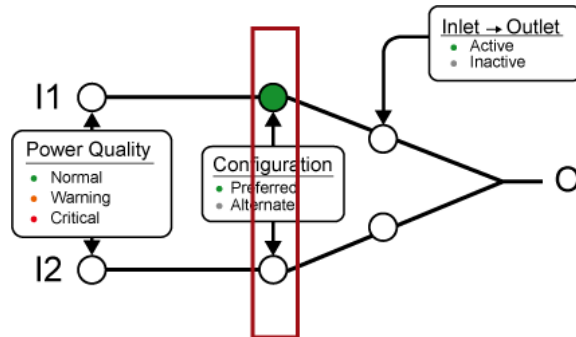 Inlet → Outlet
Active
Inactive
I1
Power Quality
Normal
Warning
Critical
Configuration
Preferred
Alternate
O
I2